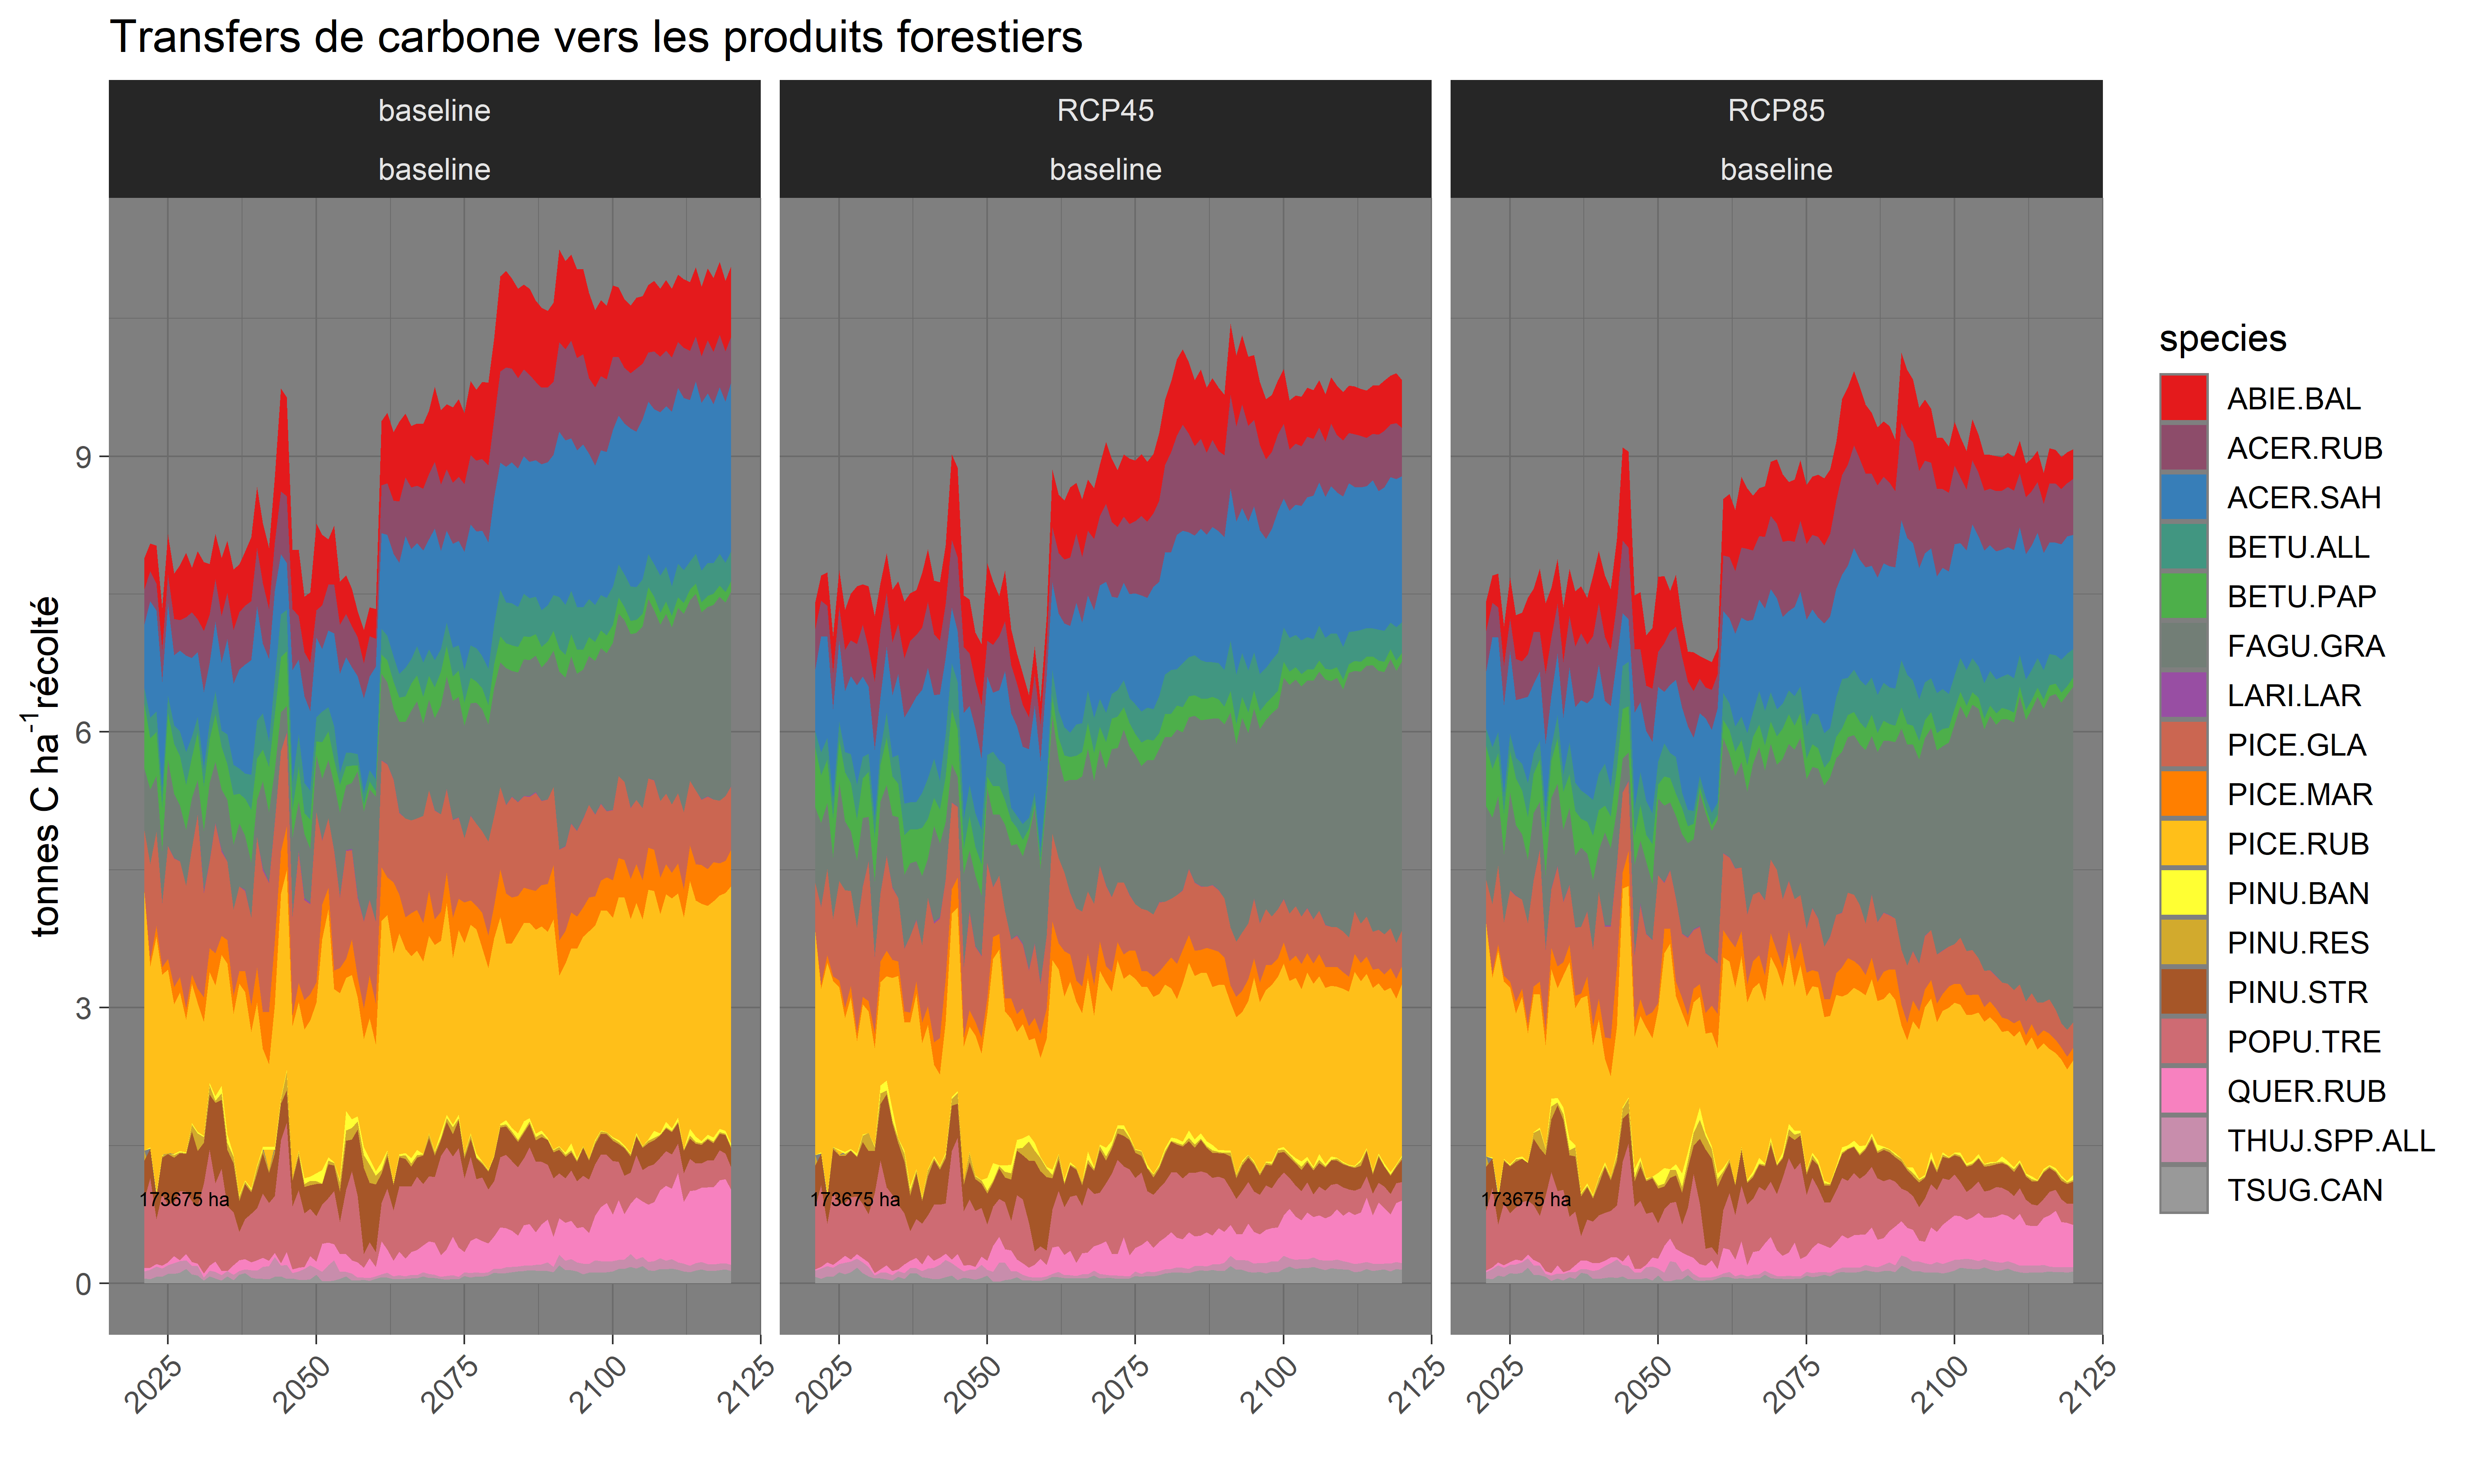 Transfers de carbone vers les produits forestiers
baseline
baseline
RCP45
baseline
RCP85
baseline
tonnes C ha⁻¹récolté
9
6
3
0
173675 ha
173675 ha
173675 ha
2025
2050
2075
2100
2125
2025
2050
2075
2100
2125
2025
2050
2075
2100
2125
species
ABIE.BAL
ACER.RUB
ACER.SAH
BETU.ALL
BETU.PAP
FAGU.GRA
LARI.LAR
PICE.GLA
PICE.MAR
PICE.RUB
PINU.BAN
PINU.RES
PINU.STR
POPU.TRE
QUER.RUB
THUJ.SPP.ALL
TSUG.CAN